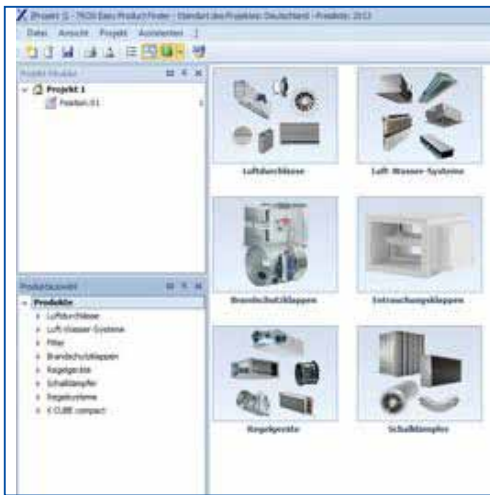 [Projekt 1] - TROX Easy Product Finder - Standort des Projektes: Deutschland - Preisliste: 2013
Datei Ansicht Projekt Assistenten ?
Projekt 1
Position.01 1
Produktauswahl
Produkte
Luftdurchlässe
Luft-Wasser-Systeme
Filter
Brandschutzklappen
Regelgeräte
Schalldämpfer
Regelsysteme
X CUBE compact
Luftdurchlässe Luft-Wasser-Systeme
Brandschutzklappen Entrauchungsklappen
Regelgeräte Schalldämpfer